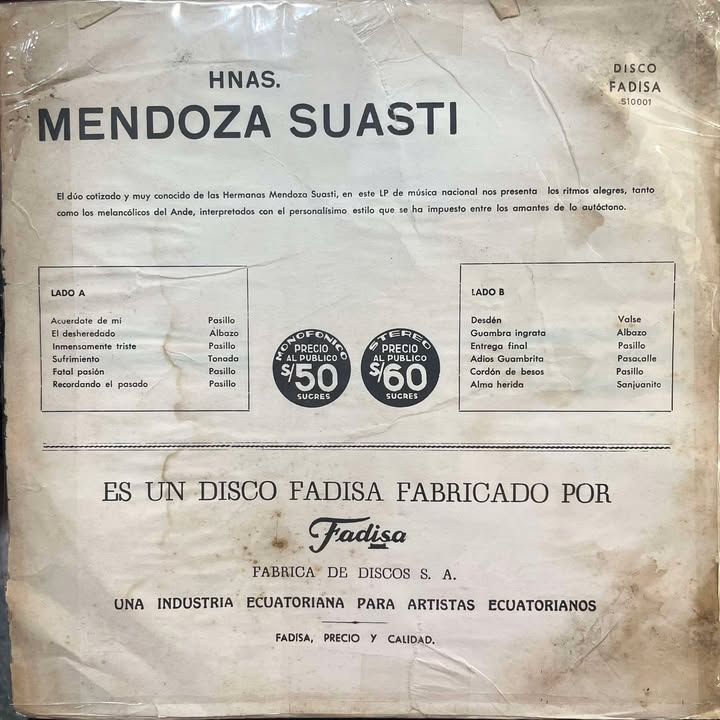 HNAS.
MENDOZA SUASTI
DISCO
FADISA
510001
El dúo cotizado y muy conocido de las Hermanas Mendoza Suasti, en este LP de música nacional nos presenta los ritmos alegres, tanto
como los melancólicos del Ande, interpretados con el personalísimo estilo que se ha impuesto entre los amantes de lo autóctono.
LADO A
Acuerdate de mi Pasillo
El desheredado Albazo
Inmensamente triste Pasillo
Sufrimiento Tonada
Fatal pasión Pasillo
Recordando el pasado Pasillo
MONOFONICO
PRECIO
AL PUBLICO
S/50
SUCRES
STEREO
PRECIO
AL PUBLICO
S/60
SUCRES
LADO B
Desdén Valse
Guambra ingrata Albazo
Entrega final Pasillo
Adios Guambrita Pasacalle
Cordón de besos Pasillo
Alma herida Sanjuanito
ES UN DISCO FADISA FABRICADO POR
Fadisa
FABRICA DE DISCOS S. A.
UNA INDUSTRIA ECUATORIANA PARA ARTISTAS ECUATORIANOS
FADISA, PRECIO Y CALIDAD.